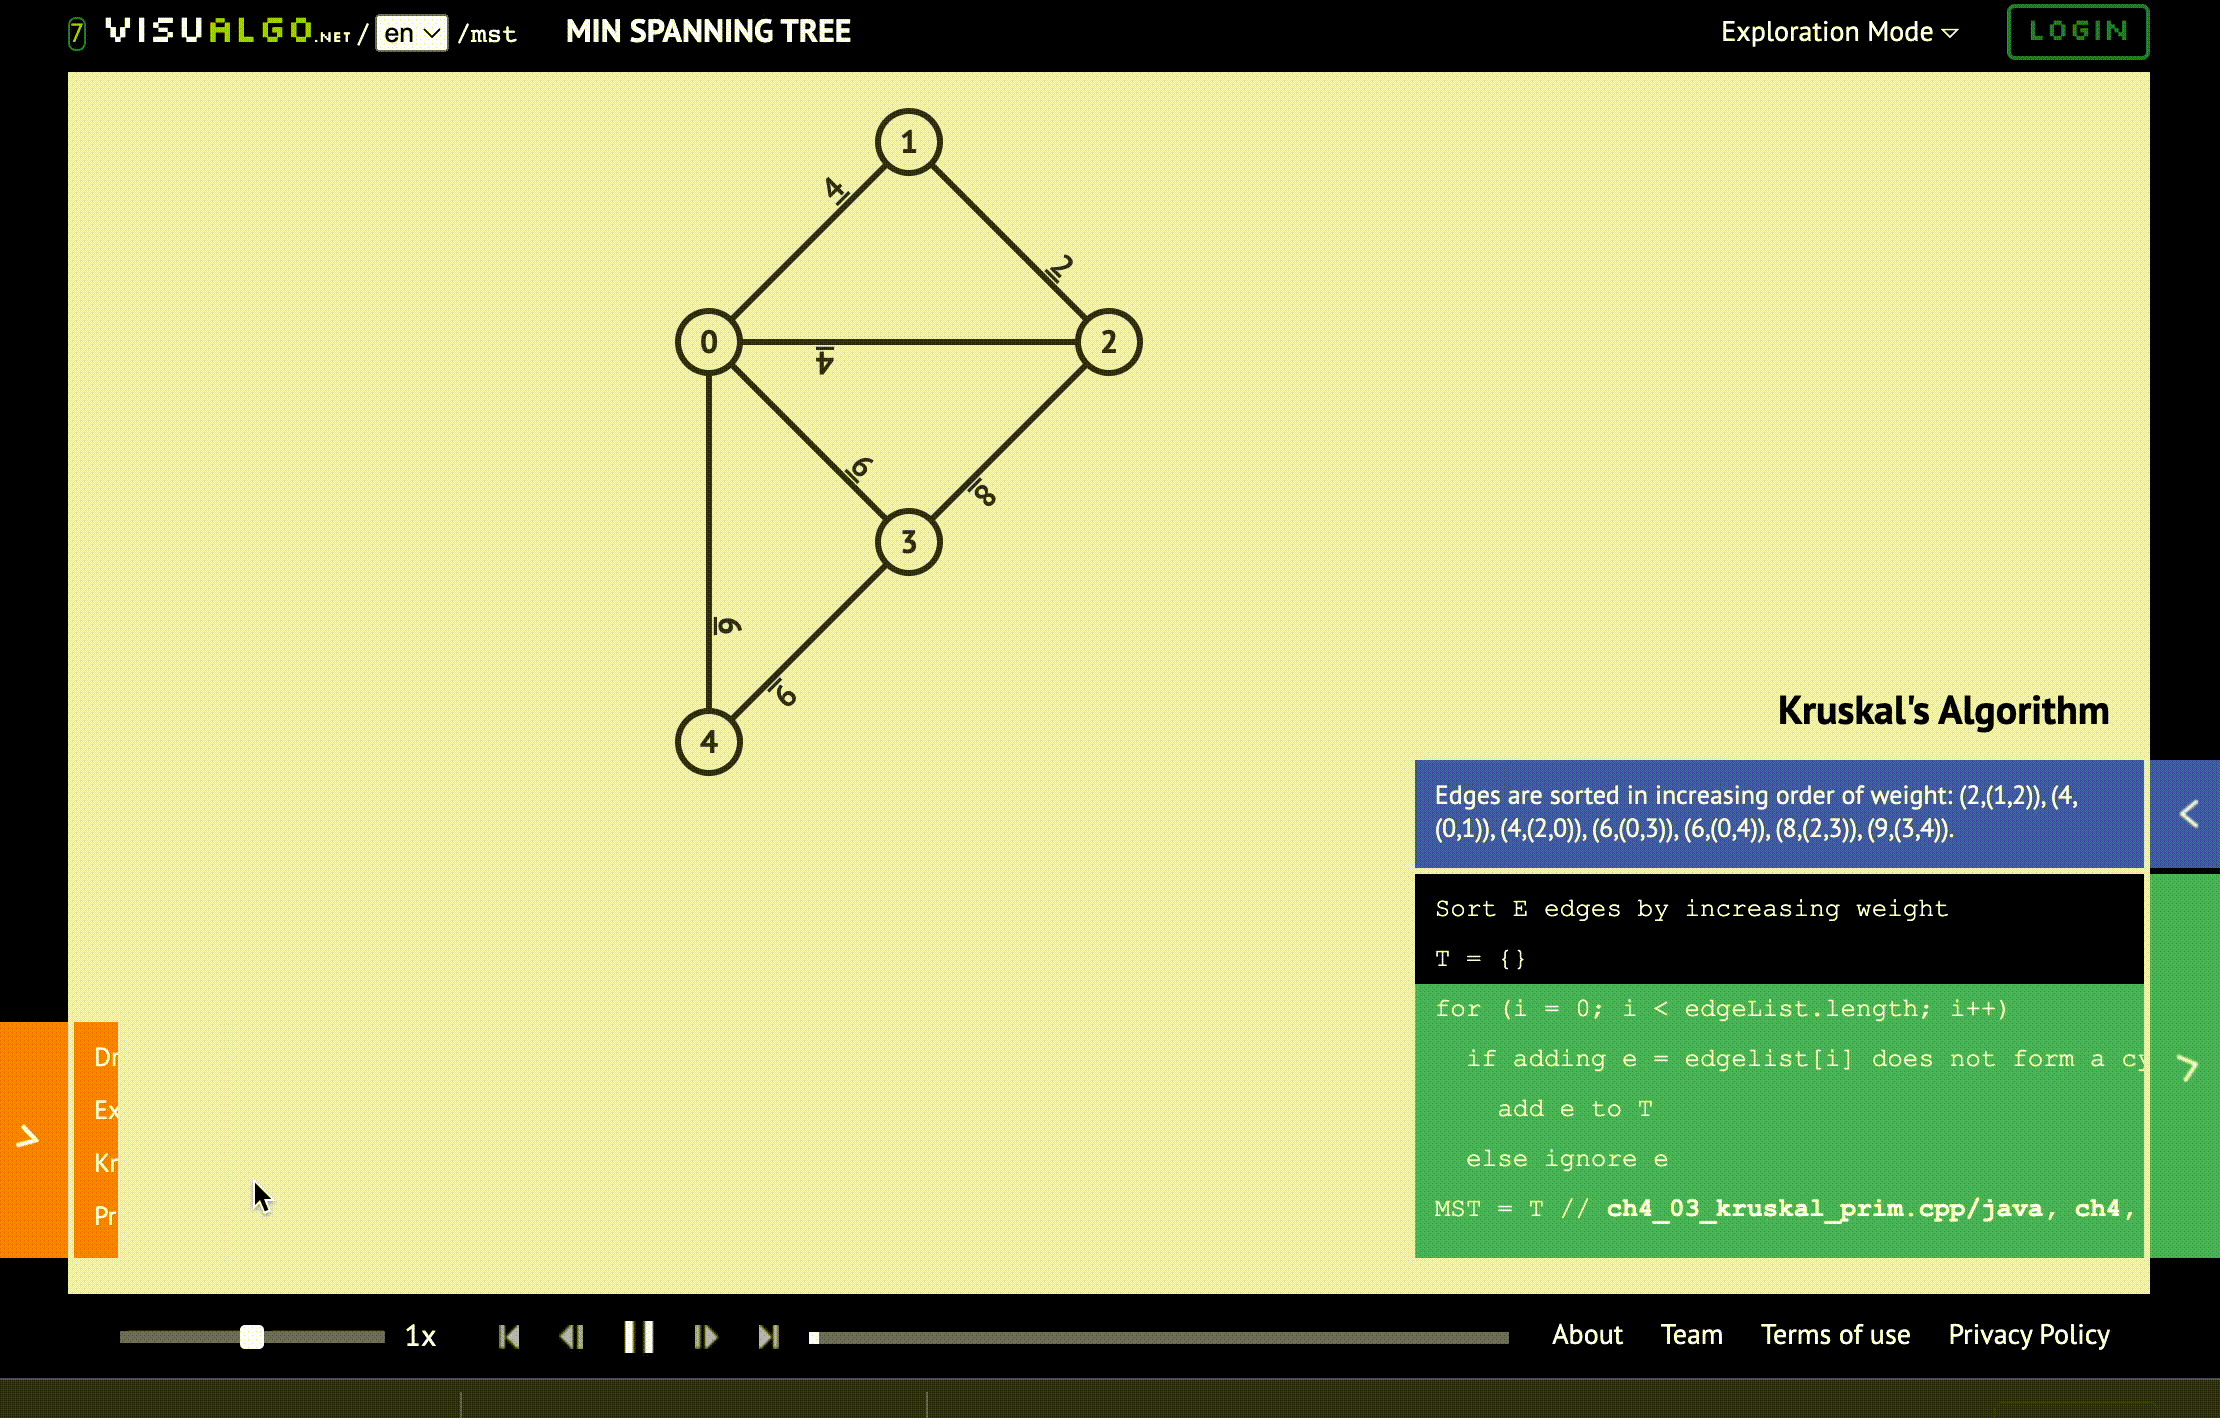 7 VISUALGO.NET / en /mst MIN SPANNING TREE Exploration Mode LOGIN
1
4
2
0
4
2
6
8
3
6
9
4
Kruskal's Algorithm
Edges are sorted in increasing order of weight: (2,(1,2)), (4,
(0,1)), (4,(2,0)), (6,(0,3)), (6,(0,4)), (8,(2,3)), (9,(3,4)).
Sort E edges by increasing weight
T = {}
for (i = 0; i < edgeList.length; i++)
if adding e = edgelist[i] does not form a cy
add e to T
else ignore e
MST = T // ch4_03_kruskal_prim.cpp/java, ch4,
Dr
Ex
Kr
Pr
1x
About Team Terms of use Privacy Policy